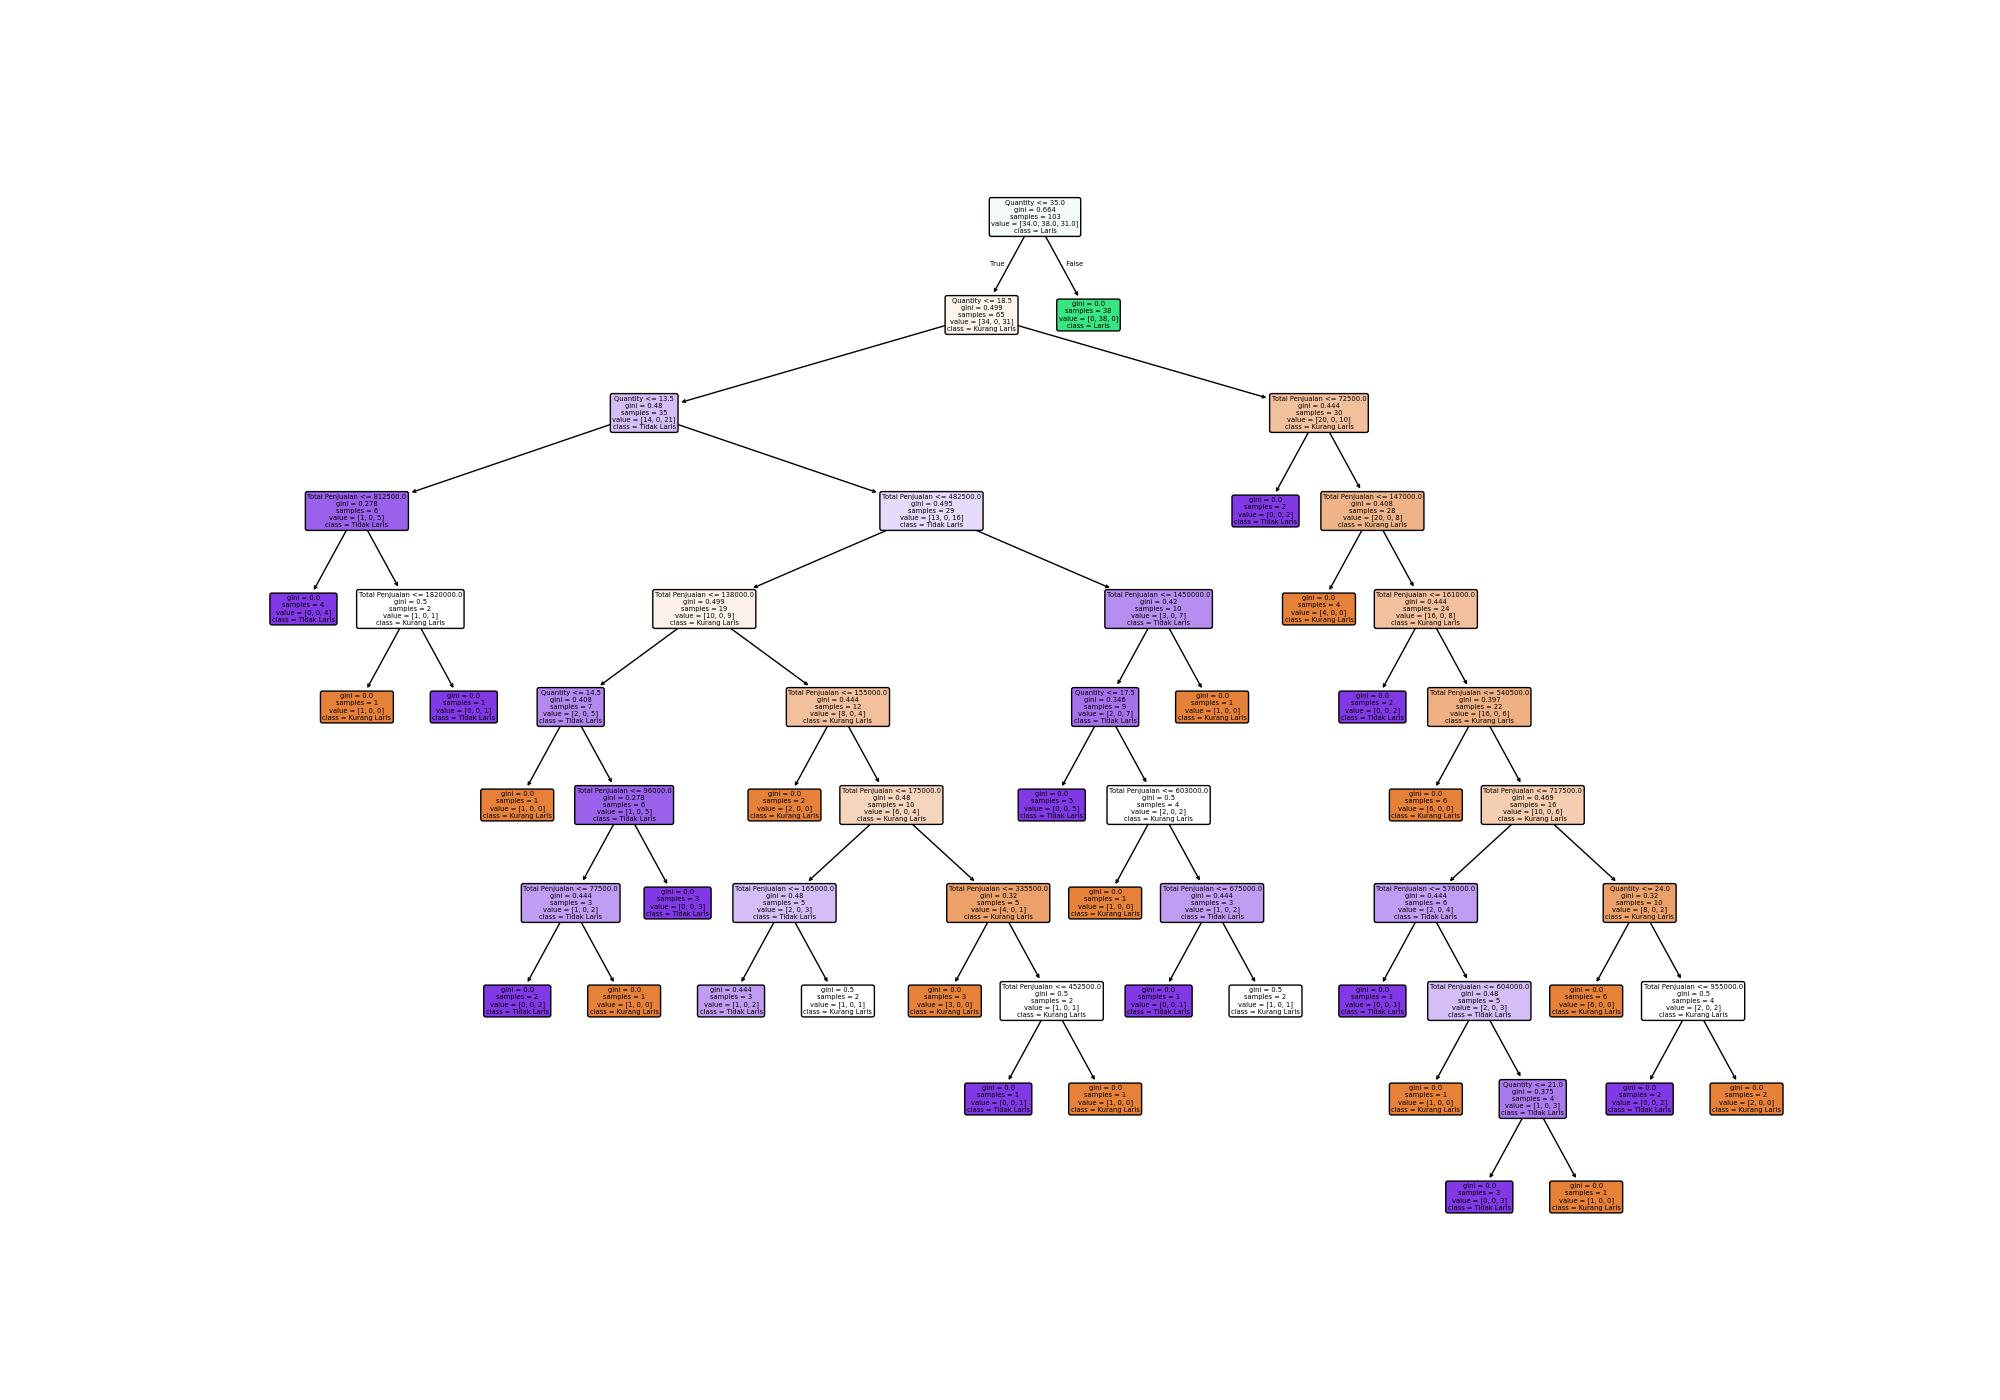 Quantity <= 35.0
gini = 0.664
samples = 103
value = [34.0, 38.0, 31.0]
class = Laris
True
False
Quantity <= 18.5
gini = 0.499
samples = 65
value = [34, 0, 31]
class = Kurang Laris
gini = 0.0
samples = 38
value = [0, 38, 0]
class = Laris
Quantity <= 13.5
gini = 0.48
samples = 35
value = [14, 0, 21]
class = Tidak Laris
Total Penjualan <= 72500.0
gini = 0.444
samples = 30
value = [20, 0, 10]
class = Kurang Laris
Total Penjualan <= 812500.0
gini = 0.278
samples = 6
value = [1, 0, 5]
class = Tidak Laris
Total Penjualan <= 482500.0
gini = 0.495
samples = 29
value = [13, 0, 16]
class = Tidak Laris
gini = 0.0
samples = 2
value = [0, 0, 2]
class = Tidak Laris
Total Penjualan <= 147000.0
gini = 0.408
samples = 28
value = [20, 0, 8]
class = Kurang Laris
gini = 0.0
samples = 4
value = [0, 0, 4]
class = Tidak Laris
Total Penjualan <= 1820000.0
gini = 0.5
samples = 2
value = [1, 0, 1]
class = Kurang Laris
Total Penjualan <= 138000.0
gini = 0.499
samples = 19
value = [10, 0, 9]
class = Kurang Laris
Total Penjualan <= 1450000.0
gini = 0.42
samples = 10
value = [3, 0, 7]
class = Tidak Laris
gini = 0.0
samples = 4
value = [4, 0, 0]
class = Kurang Laris
Total Penjualan <= 161000.0
gini = 0.444
samples = 24
value = [16, 0, 8]
class = Kurang Laris
gini = 0.0
samples = 1
value = [1, 0, 0]
class = Kurang Laris
gini = 0.0
samples = 1
value = [0, 0, 1]
class = Tidak Laris
Quantity <= 14.5
gini = 0.408
samples = 7
value = [2, 0, 5]
class = Tidak Laris
Total Penjualan <= 155000.0
gini = 0.444
samples = 12
value = [8, 0, 4]
class = Kurang Laris
Quantity <= 17.5
gini = 0.346
samples = 9
value = [2, 0, 7]
class = Tidak Laris
gini = 0.0
samples = 1
value = [1, 0, 0]
class = Kurang Laris
gini = 0.0
samples = 2
value = [0, 0, 2]
class = Tidak Laris
Total Penjualan <= 540500.0
gini = 0.397
samples = 22
value = [16, 0, 6]
class = Kurang Laris
gini = 0.0
samples = 1
value = [1, 0, 0]
class = Kurang Laris
Total Penjualan <= 96000.0
gini = 0.278
samples = 6
value = [1, 0, 5]
class = Tidak Laris
gini = 0.0
samples = 2
value = [2, 0, 0]
class = Kurang Laris
Total Penjualan <= 175000.0
gini = 0.48
samples = 10
value = [6, 0, 4]
class = Kurang Laris
gini = 0.0
samples = 5
value = [0, 0, 5]
class = Tidak Laris
Total Penjualan <= 603000.0
gini = 0.5
samples = 4
value = [2, 0, 2]
class = Kurang Laris
gini = 0.0
samples = 6
value = [6, 0, 0]
class = Kurang Laris
Total Penjualan <= 717500.0
gini = 0.469
samples = 16
value = [10, 0, 6]
class = Kurang Laris
Total Penjualan <= 77500.0
gini = 0.444
samples = 3
value = [1, 0, 2]
class = Tidak Laris
gini = 0.0
samples = 3
value = [0, 0, 3]
class = Tidak Laris
Total Penjualan <= 165000.0
gini = 0.48
samples = 5
value = [2, 0, 3]
class = Tidak Laris
Total Penjualan <= 335500.0
gini = 0.32
samples = 5
value = [4, 0, 1]
class = Kurang Laris
gini = 0.0
samples = 1
value = [1, 0, 0]
class = Kurang Laris
Total Penjualan <= 675000.0
gini = 0.444
samples = 3
value = [1, 0, 2]
class = Tidak Laris
Total Penjualan <= 576000.0
gini = 0.444
samples = 6
value = [2, 0, 4]
class = Tidak Laris
Quantity <= 24.0
gini = 0.32
samples = 10
value = [8, 0, 2]
class = Kurang Laris
gini = 0.0
samples = 2
value = [0, 0, 2]
class = Tidak Laris
gini = 0.0
samples = 1
value = [1, 0, 0]
class = Kurang Laris
gini = 0.444
samples = 3
value = [1, 0, 2]
class = Tidak Laris
gini = 0.5
samples = 2
value = [1, 0, 1]
class = Kurang Laris
gini = 0.0
samples = 3
value = [3, 0, 0]
class = Kurang Laris
Total Penjualan <= 452500.0
gini = 0.5
samples = 2
value = [1, 0, 1]
class = Kurang Laris
gini = 0.0
samples = 1
value = [0, 0, 1]
class = Tidak Laris
gini = 0.5
samples = 2
value = [1, 0, 1]
class = Kurang Laris
gini = 0.0
samples = 1
value = [0, 0, 1]
class = Tidak Laris
Total Penjualan <= 604000.0
gini = 0.48
samples = 5
value = [2, 0, 3]
class = Tidak Laris
gini = 0.0
samples = 6
value = [6, 0, 0]
class = Kurang Laris
Total Penjualan <= 955000.0
gini = 0.5
samples = 4
value = [2, 0, 2]
class = Kurang Laris
gini = 0.0
samples = 1
value = [0, 0, 1]
class = Tidak Laris
gini = 0.0
samples = 1
value = [1, 0, 0]
class = Kurang Laris
gini = 0.0
samples = 1
value = [1, 0, 0]
class = Kurang Laris
Quantity <= 21.0
gini = 0.375
samples = 4
value = [1, 0, 3]
class = Tidak Laris
gini = 0.0
samples = 2
value = [0, 0, 2]
class = Tidak Laris
gini = 0.0
samples = 2
value = [2, 0, 0]
class = Kurang Laris
gini = 0.0
samples = 3
value = [0, 0, 3]
class = Tidak Laris
gini = 0.0
samples = 1
value = [1, 0, 0]
class = Kurang Laris